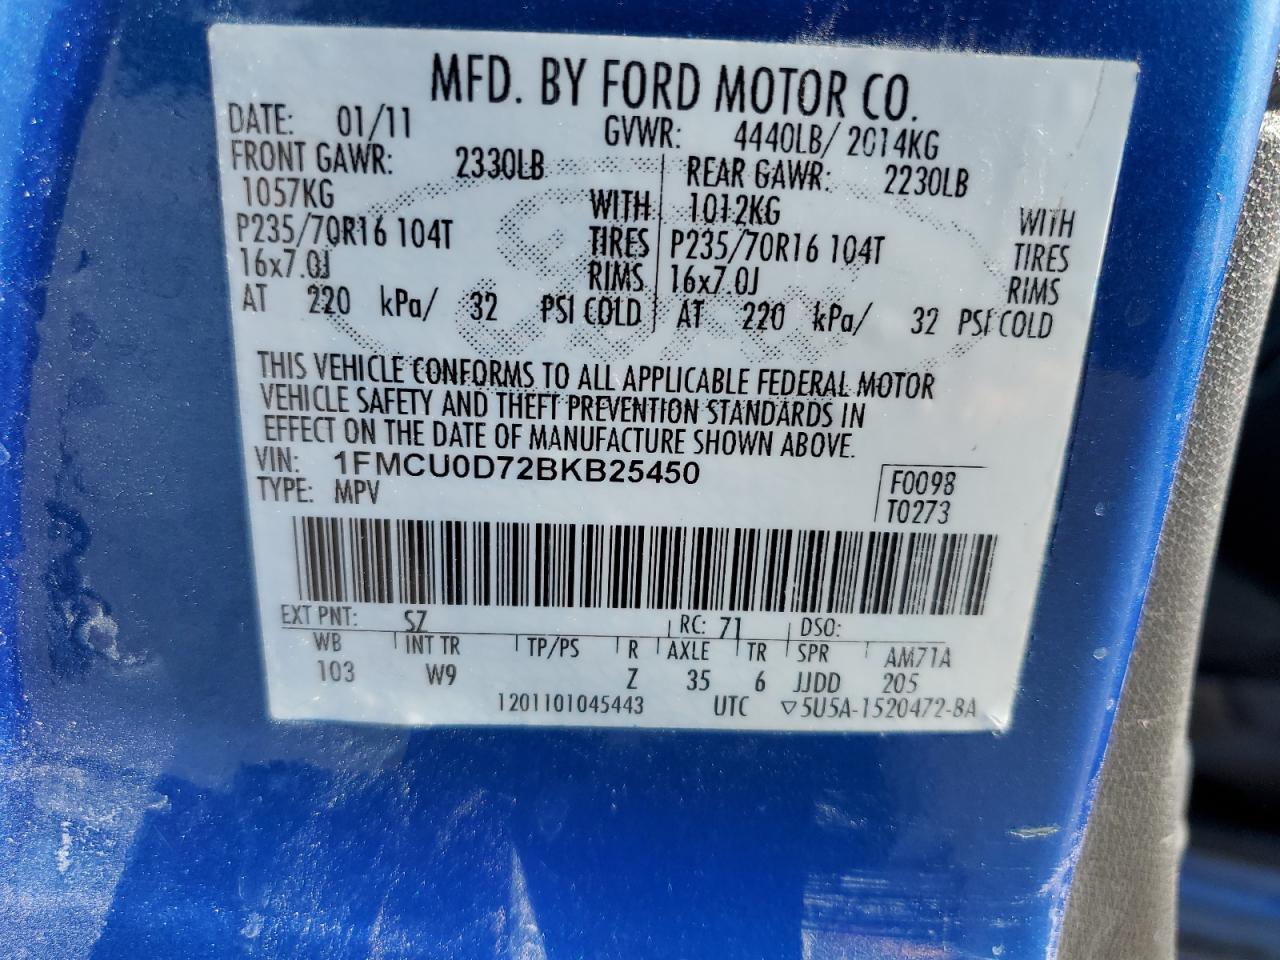 MFD. BY FORD MOTOR CO.
DATE: 01/11 GVWR: 4440LB/ 2014KG
FRONT GAWR: 2330LB REAR GAWR: 2230LB
1057KG WITH 1012KG WITH
P235/70R16 104T TIRES P235/70R16 104T TIRES
16x7.0J RIMS 16x7.0J RIMS
AT 220 kPa/ 32 PSI COLD AT 220 kPa/ 32 PSI COLD
THIS VEHICLE CONFORMS TO ALL APPLICABLE FEDERAL MOTOR
VEHICLE SAFETY AND THEFT PREVENTION STANDARDS IN
EFFECT ON THE DATE OF MANUFACTURE SHOWN ABOVE.
VIN: 1FMCU0D72BKB25450 F0098
TYPE: MPV T0273
EXT PNT: SZ RC: 71 DSO:
WB INT TR TP/PS R AXLE TR SPR AM71A
103 W9 Z 35 6 JJDD 205
1201101045443 UTC ▽5U5A-1520472-BA